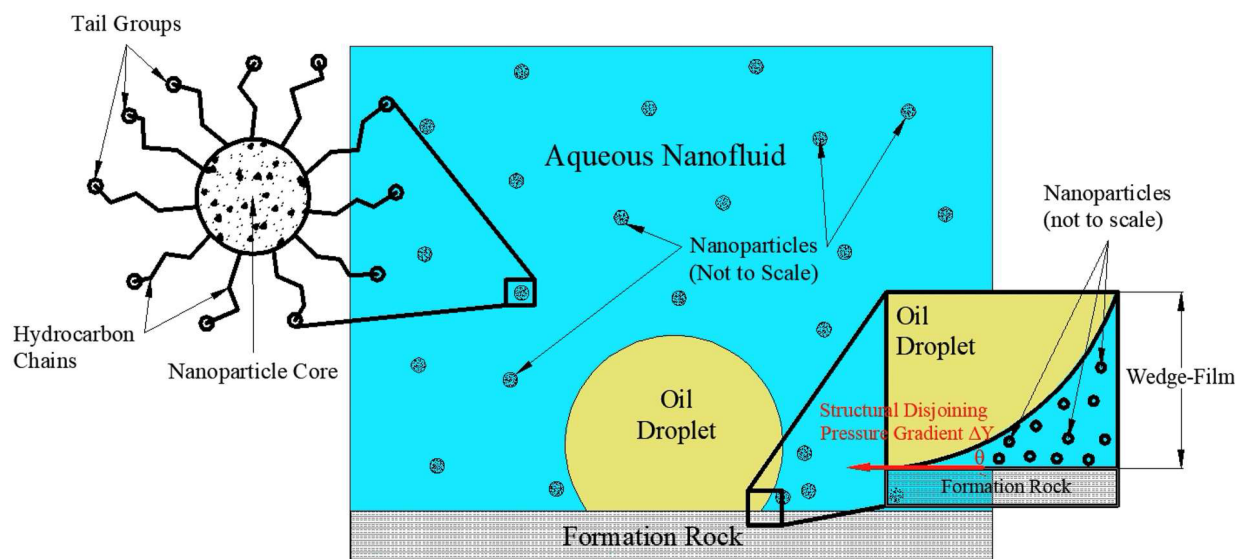 Tail Groups
Hydrocarbon
Chains
Nanoparticle Core
Aqueous Nanofluid
Nanoparticles
(Not to Scale)
Oil
Droplet
Formation Rock
Nanoparticles
(not to scale)
Oil
Droplet
Wedge-Film
Structural Disjoining
Pressure Gradient ΔY
θ
Formation Rock